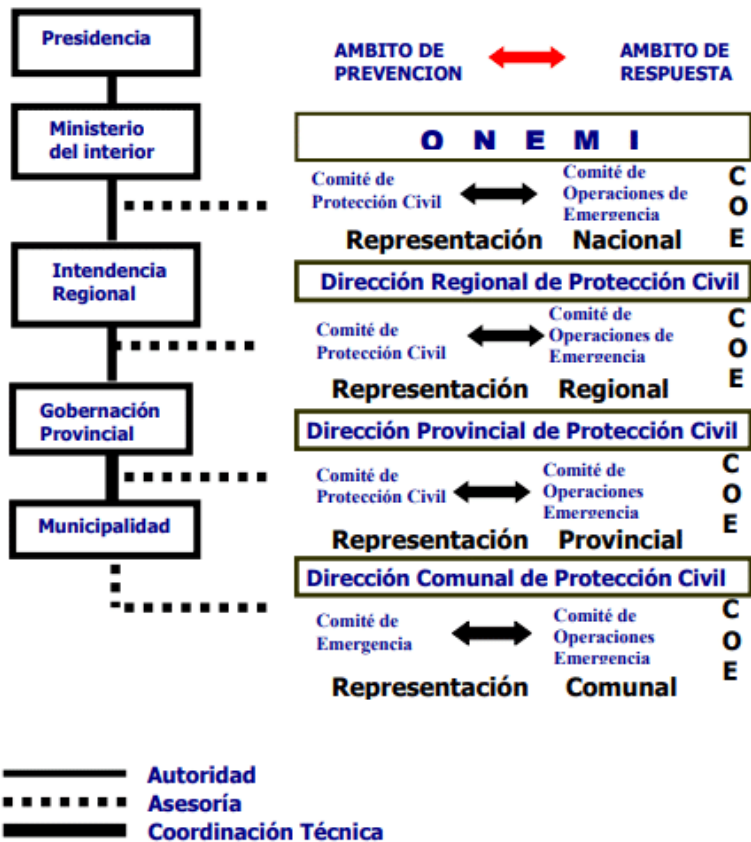 Presidencia
Ministerio
del interior
Intendencia
Regional
Gobernación
Provincial
Municipalidad
AMBITO DE
PREVENCION
AMBITO DE
RESPUESTA
O N E M I
Comité de
Protección Civil
Comité de
Operaciones de
Emergencia
C
O
E
Representación Nacional
Dirección Regional de Protección Civil
Comité de
Protección Civil
Comité de
Operaciones de
Emergencia
C
O
E
Representación Regional
Dirección Provincial de Protección Civil
Comité de
Protección Civil
Comité de
Operaciones
Emergencia
C
O
E
Representación Provincial
Dirección Comunal de Protección Civil
Comité de
Emergencia
Comité de
Operaciones
Emergencia
C
O
E
Representación Comunal
Autoridad
Asesoría
Coordinación Técnica